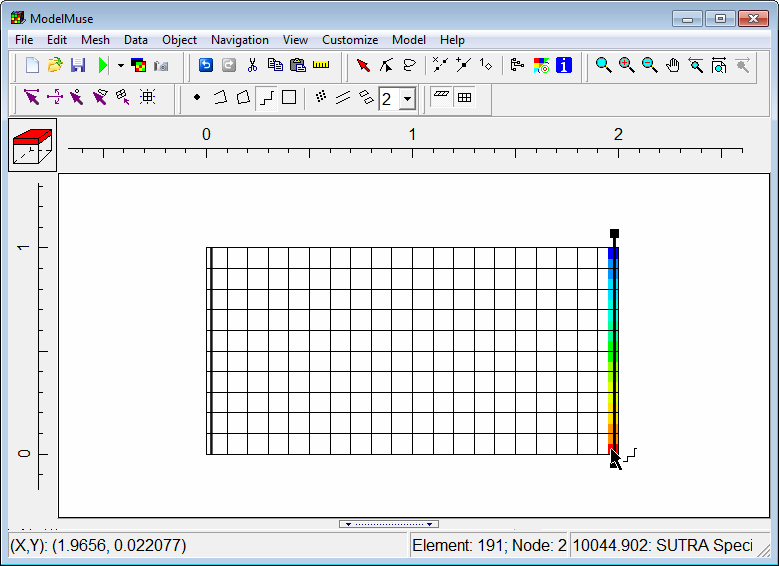 ModelMuse
File Edit Mesh Data Object Navigation View Customize Model Help
2
0 1 2
1
0
(X,Y): (1.9656, 0.022077) Element: 191; Node: 2 10044.902: SUTRA Speci